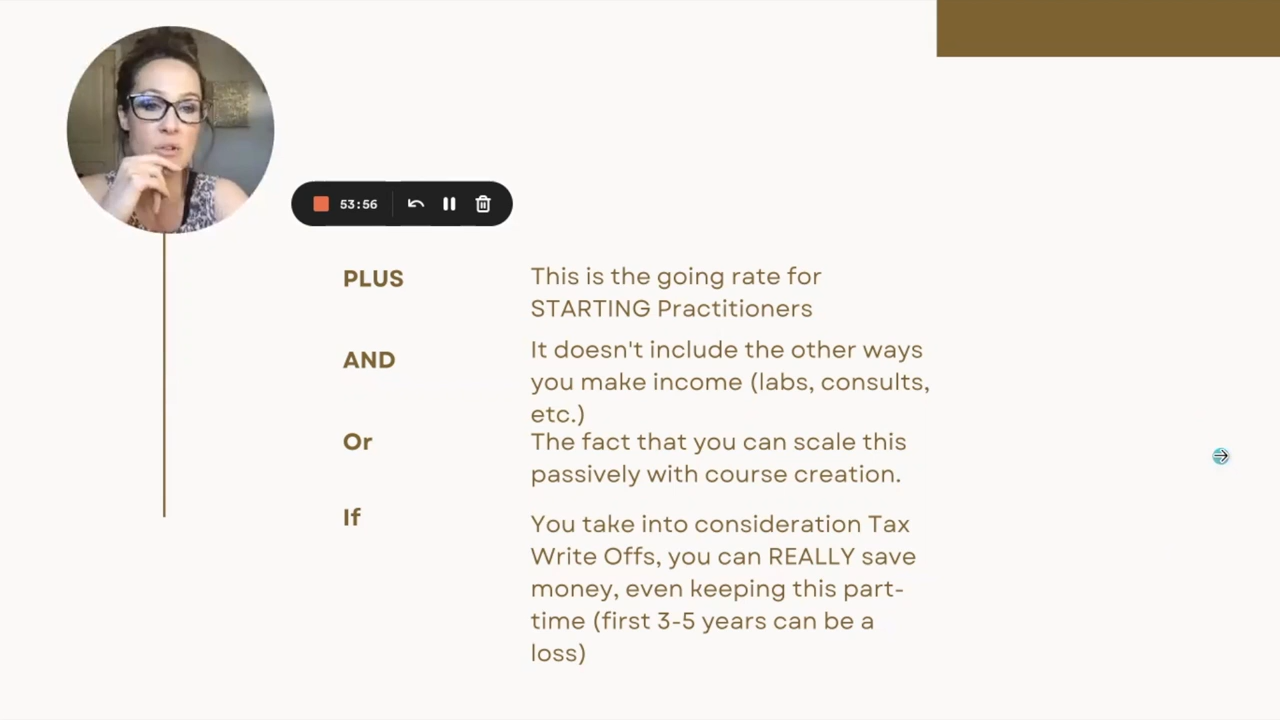 53:56
PLUS
This is the going rate for
STARTING Practitioners
AND
It doesn't include the other ways
you make income (labs, consults,
etc.)
Or
The fact that you can scale this
passively with course creation.
If
You take into consideration Tax
Write Offs, you can REALLY save
money, even keeping this part-
time (first 3-5 years can be a
loss)